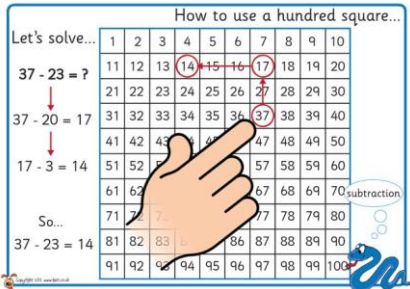 How to use a hundred square...
Let's solve...
37 - 23 = ?
37 - 20 = 17
17 - 3 = 14
So...
37 - 23 = 14
1 2 3 4 5 6 7 8 9 10
11 12 13 14 15 16 17 18 19 20
21 22 23 24 25 26 27 28 29 30
31 32 33 34 35 36 37 38 39 40
41 42 43 47 48 49 50
51 52 57 58 59 60
61 62 67 68 69 70
71 77 78 79 80
81 82 83 86 87 88 89 90
91 92 93 94 95 96 97 98 99 100
subtraction